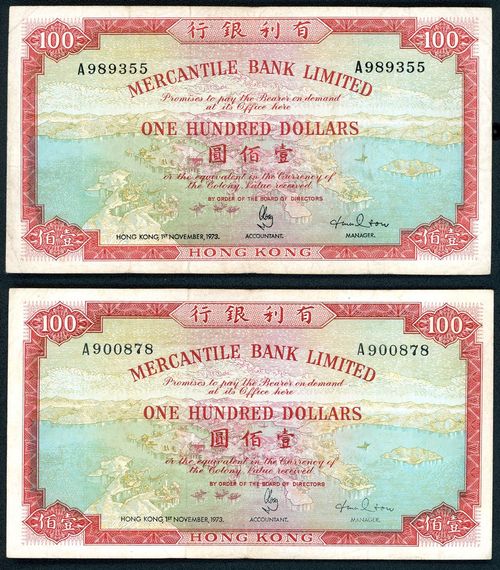 行銀利有
100 100
A989355 A989355
MERCANTILE BANK LIMITED
Promises to pay the Bearer on demand
at its Office here
ONE HUNDRED DOLLARS
圓佰壹
or the equivalent in the Currency of
the Colony, Value received
BY ORDER OF THE BOARD OF DIRECTORS
HONG KONG, 1ST NOVEMBER, 1973. ACCOUNTANT. MANAGER.
佰壹 佰壹
HONG KONG
行銀利有
100 100
A900878 A900878
MERCANTILE BANK LIMITED
Promises to pay the Bearer on demand
at its Office here
ONE HUNDRED DOLLARS
圓佰壹
or the equivalent in the Currency of
the Colony, Value received
BY ORDER OF THE BOARD OF DIRECTORS
HONG KONG, 1ST NOVEMBER, 1973. ACCOUNTANT. MANAGER.
佰壹 佰壹
HONG KONG